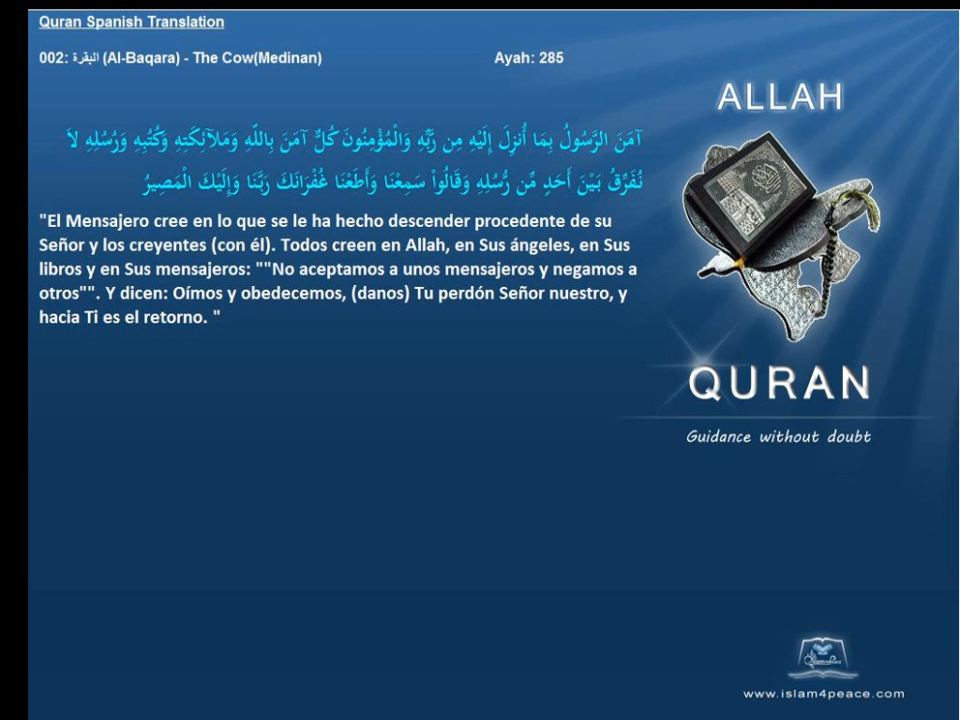 Quran Spanish Translation
002: البقرة (Al-Baqara) - The Cow(Medinan) Ayah: 285
آمَنَ الرَّسُولُ بِمَا أُنزِلَ إِلَيْهِ مِن رَّبِّهِ وَالْمُؤْمِنُونَ كُلٌّ آمَنَ بِاللّهِ وَمَلآئِكَتِهِ وَكُتُبِهِ وَرُسُلِهِ لاَ
نُفَرِّقُ بَيْنَ أَحَدٍ مِّن رُّسُلِهِ وَقَالُواْ سَمِعْنَا وَأَطَعْنَا غُفْرَانَكَ رَبَّنَا وَإِلَيْكَ الْمَصِيرُ
"El Mensajero cree en lo que se le ha hecho descender procedente de su
Señor y los creyentes (con él). Todos creen en Allah, en Sus ángeles, en Sus
libros y en Sus mensajeros: ""No aceptamos a unos mensajeros y negamos a
otros"". Y dicen: Oímos y obedecemos, (danos) Tu perdón Señor nuestro, y
hacia Ti es el retorno. "
ALLAH
QURAN
Guidance without doubt
www.islam4peace.com